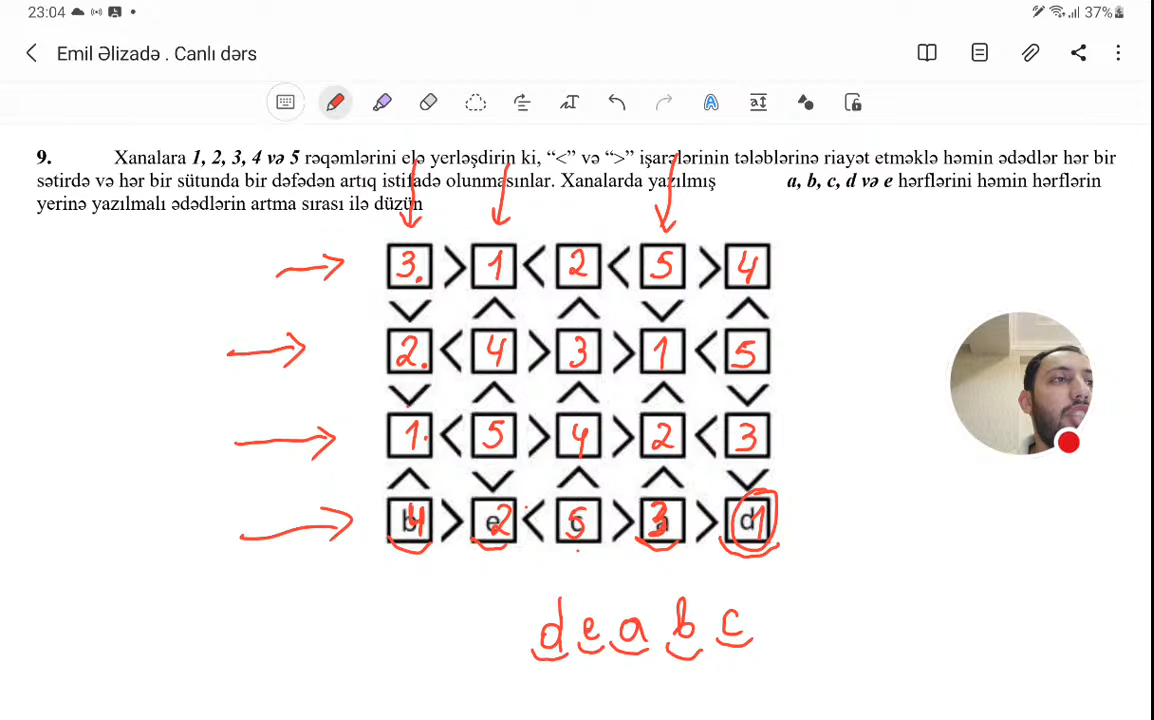 23:04 37%
Emil Əlizadə . Canlı dərs
9. Xanalara 1, 2, 3, 4 və 5 rəqəmlərini elə yerləşdirin ki, “<” və “>” işarələrinin tələblərinə riayət etməklə həmin ədədlər hər bir
sətirdə və hər bir sütunda bir dəfədən artıq istifadə olunmasınlar. Xanalarda yazılmış a, b, c, d və e hərflərini həmin hərflərin
yerinə yazılmalı ədədlərin artma sırası ilə düzün
3. > 1 < 2 < 5 > 4
∨ ∧ ∧ ∨ ∧
2. < 4 > 3 > 1 < 5
∨ ∧ ∧ ∧ ∨
1. < 5 > 4 > 2 < 3
∧ ∨ ∧ ∧ ∨
b 4 > e 2 < c 5 > a 3 > d 1
d e a b c